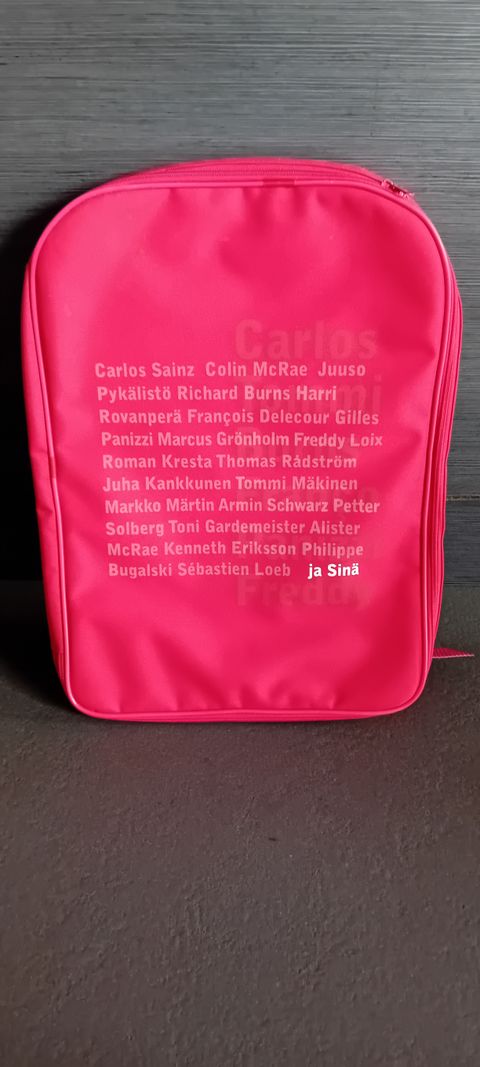 Carlos
Carlos Sainz Colin McRae Juuso
Pykälistö Richard Burns Harri
Rovanperä François Delecour Gilles
Panizzi Marcus Grönholm Freddy Loix
Roman Kresta Thomas Rådström
Juha Kankkunen Tommi Mäkinen
Markko Märtin Armin Schwarz Petter
Solberg Toni Gardemeister Alister
McRae Kenneth Eriksson Philippe
Bugalski Sébastien Loeb ja Sinä
Freddy